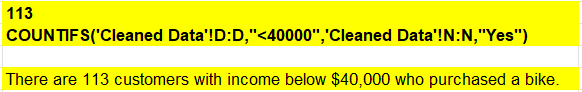 113
COUNTIFS('Cleaned Data'!D:D,"<40000",'Cleaned Data'!N:N,"Yes")
There are 113 customers with income below $40,000 who purchased a bike.